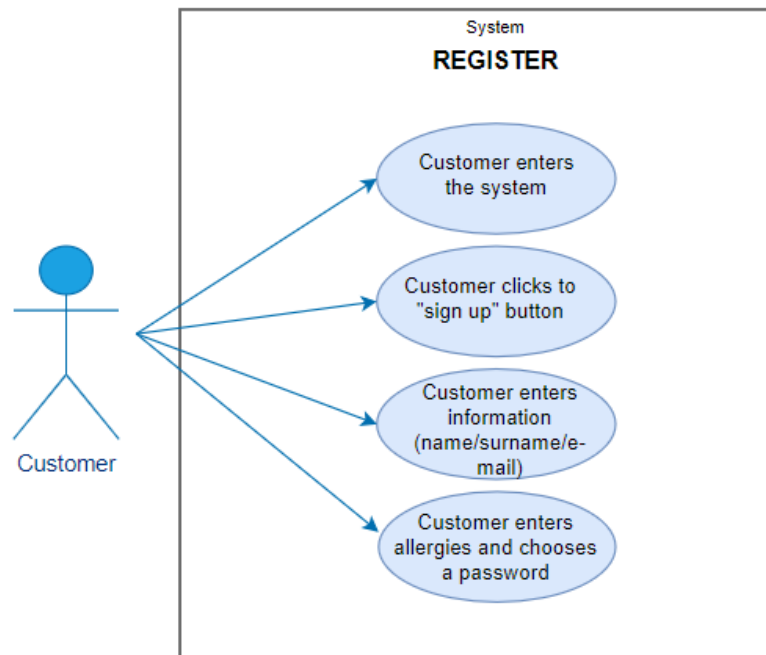 System
REGISTER
Customer enters
the system
Customer clicks to
"sign up" button
Customer enters
information
(name/surname/e-
mail)
Customer enters
allergies and chooses
a password
Customer